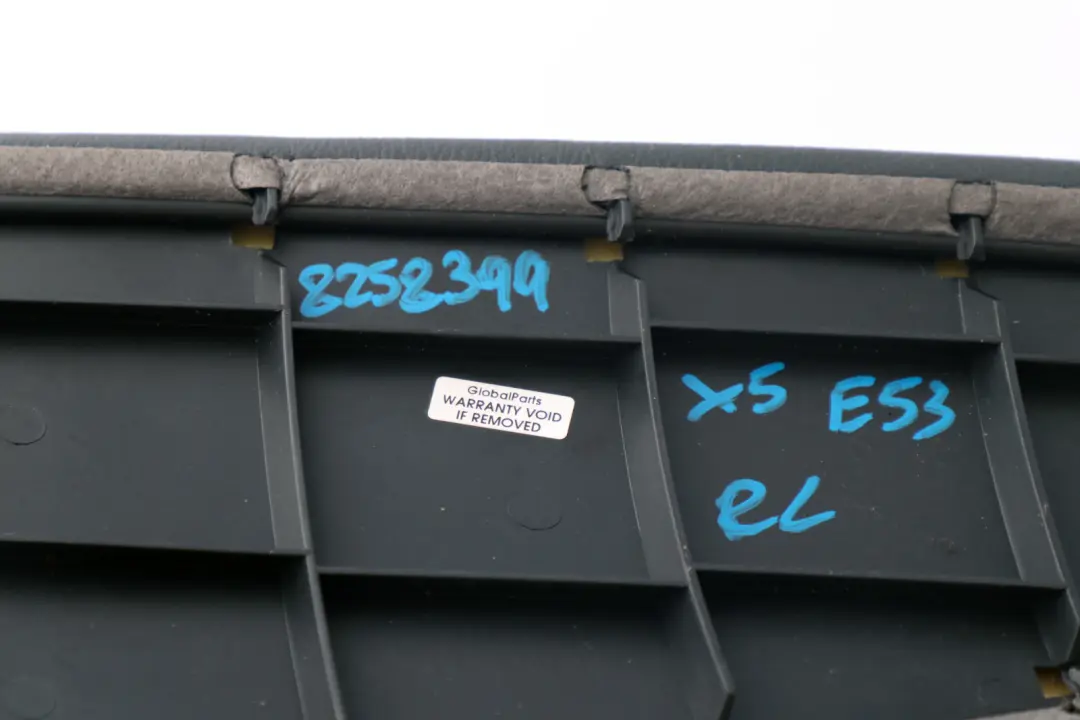 8258399
GlobalParts
WARRANTY VOID
IF REMOVED
X5 E53
RL